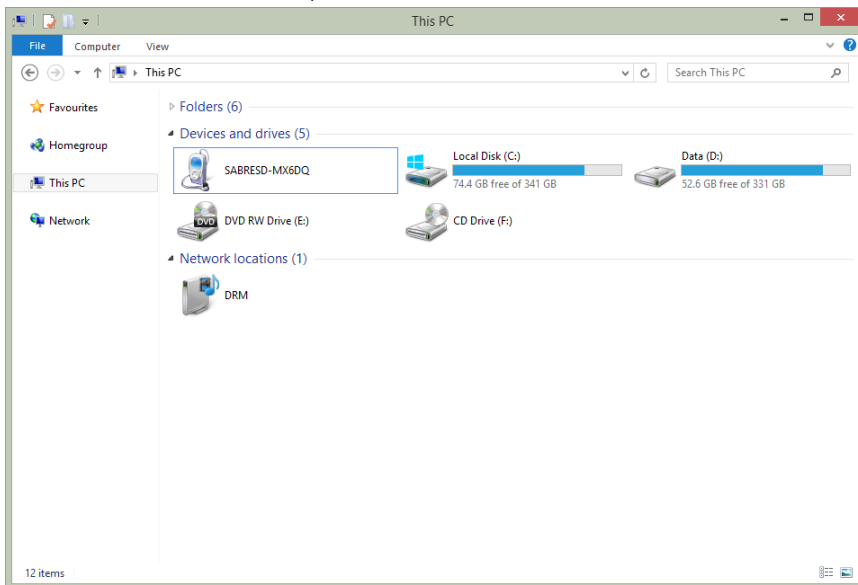 This PC
File Computer View
This PC
Search This PC
Favourites
Homegroup
This PC
Network
Folders (6)
Devices and drives (5)
SABRESD-MX6DQ
Local Disk (C:)
74.4 GB free of 341 GB
Data (D:)
52.6 GB free of 331 GB
DVD
DVD RW Drive (E:)
CD Drive (F:)
Network locations (1)
DRM
12 items